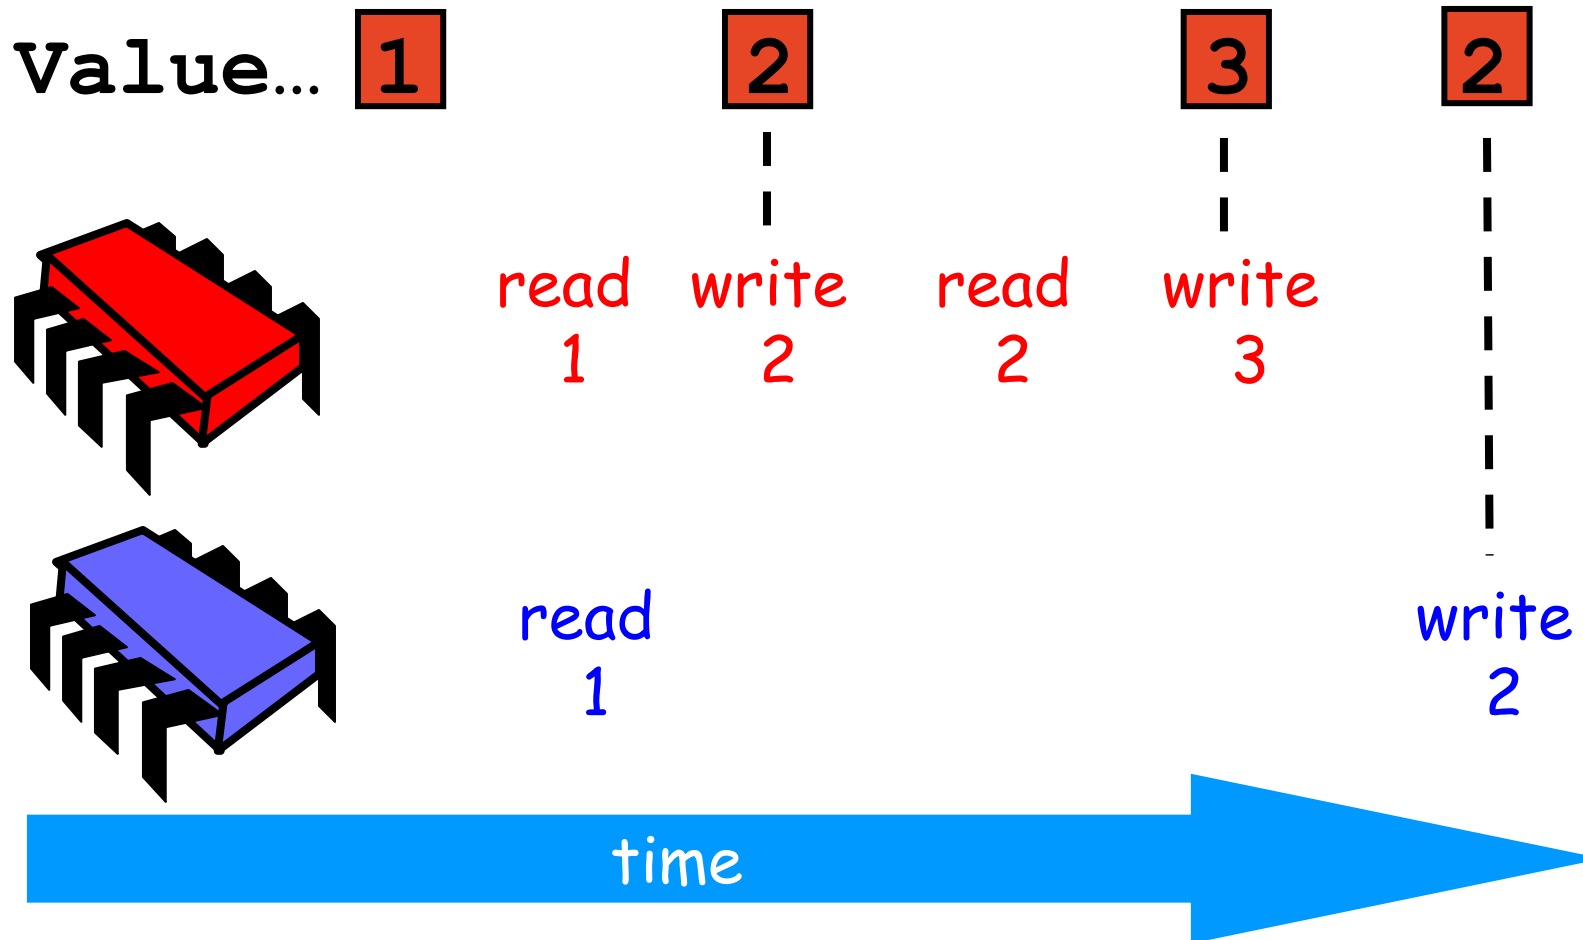 Value… 1 2 3 2
read write read write
1 2 2 3
read write
1 2
time